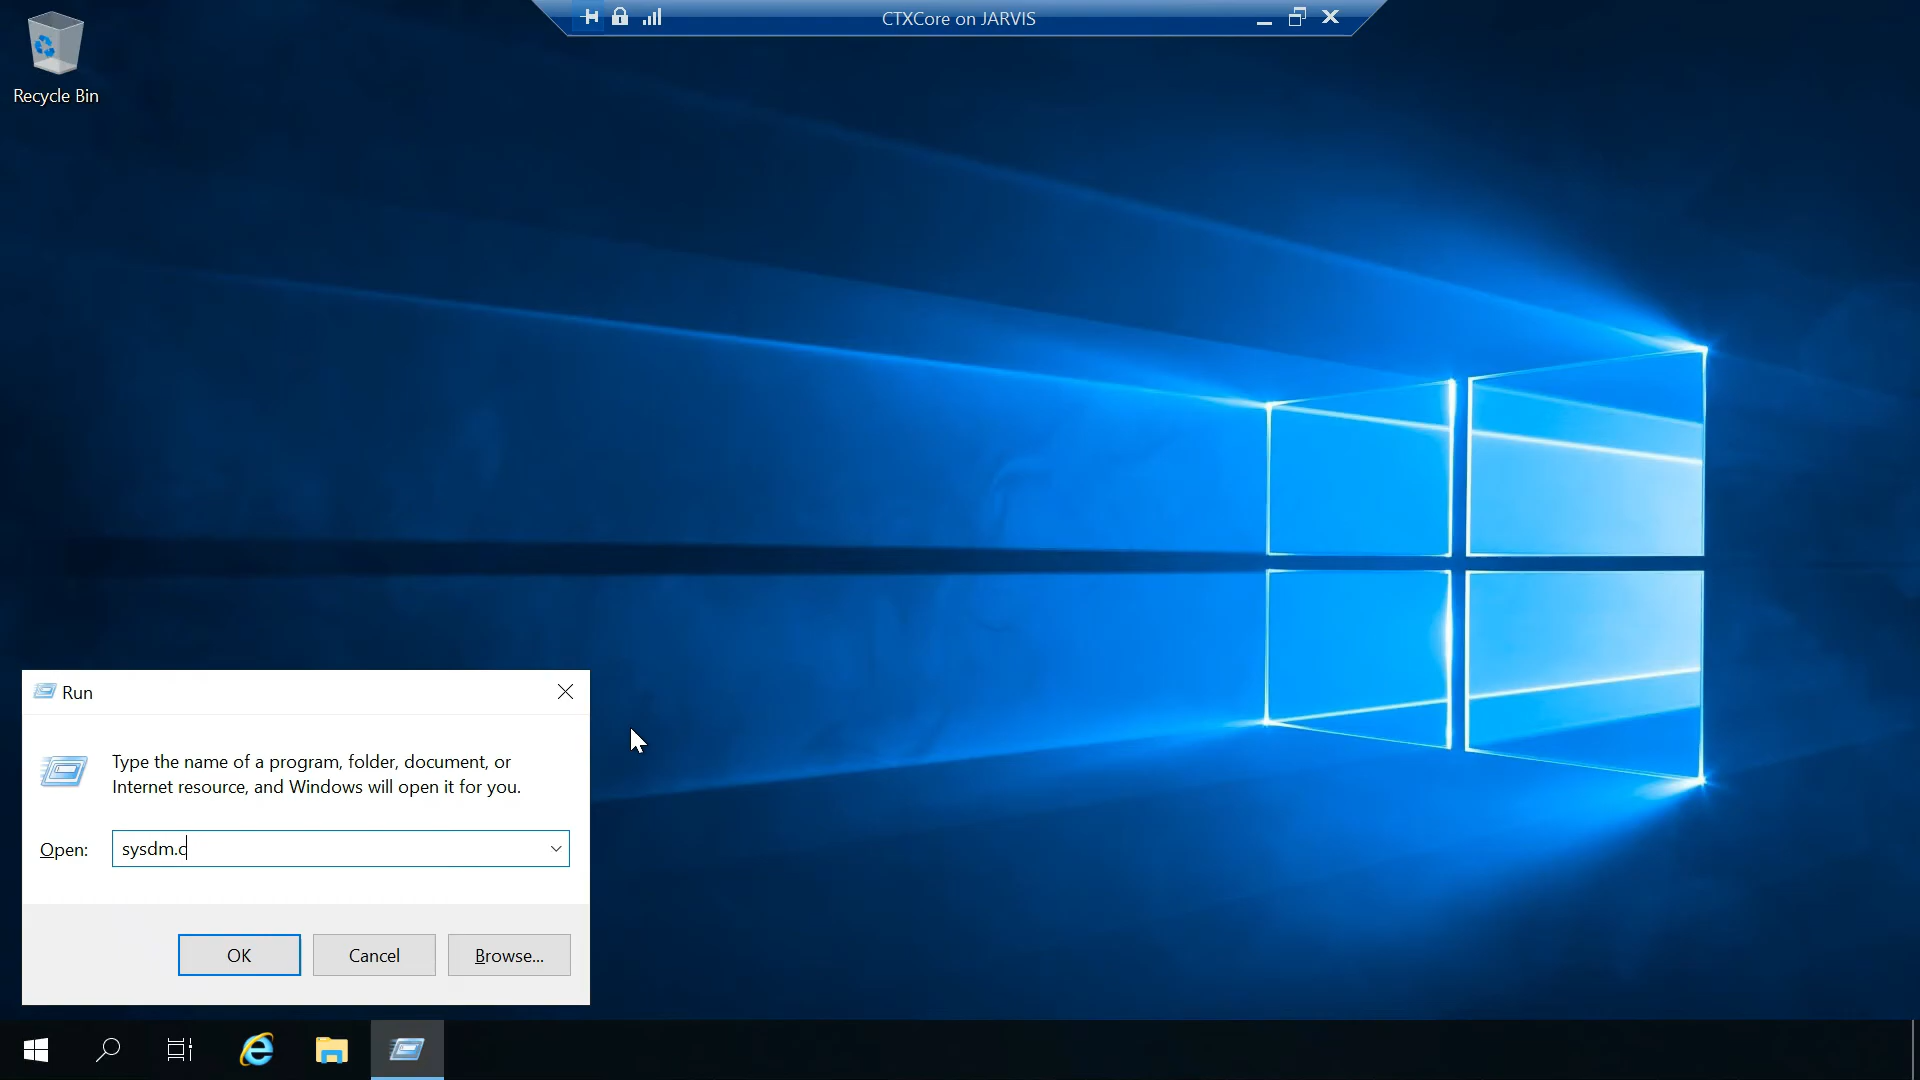 CTXCore on JARVIS
Recycle Bin
Run
Type the name of a program, folder, document, or
Internet resource, and Windows will open it for you.
Open:
sysdm.c
OK
Cancel
Browse...